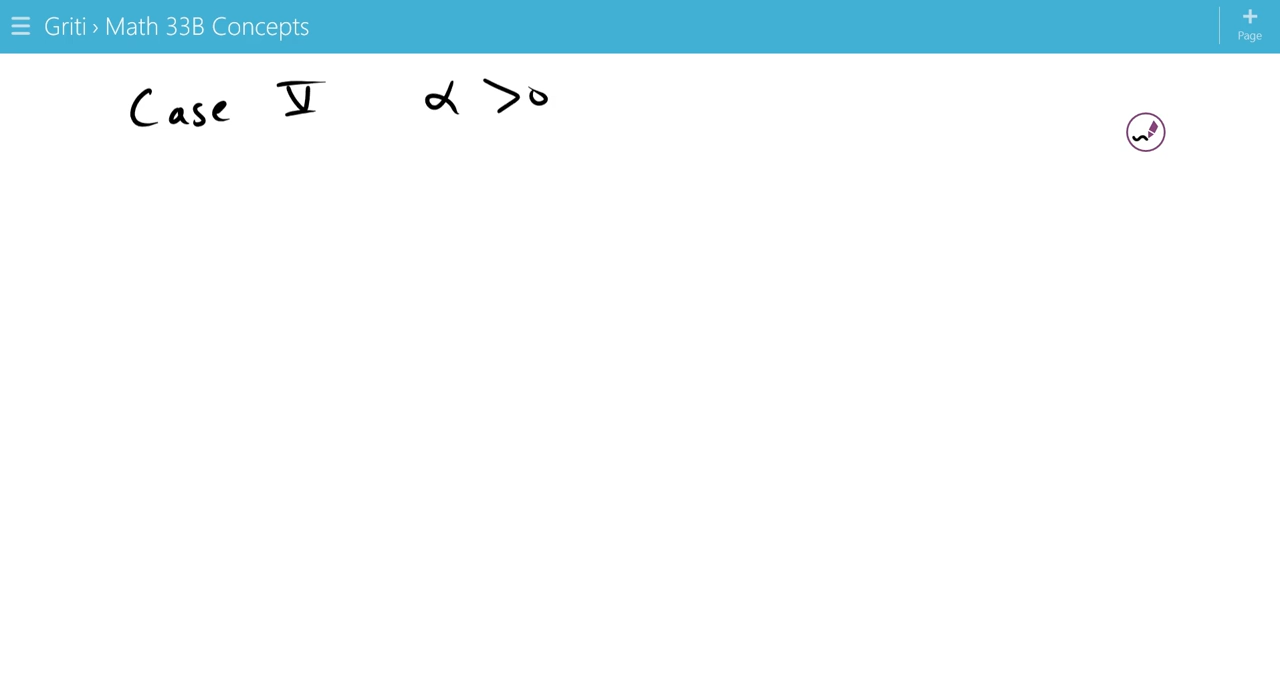 Griti › Math 33B Concepts
Page
Case V α >0